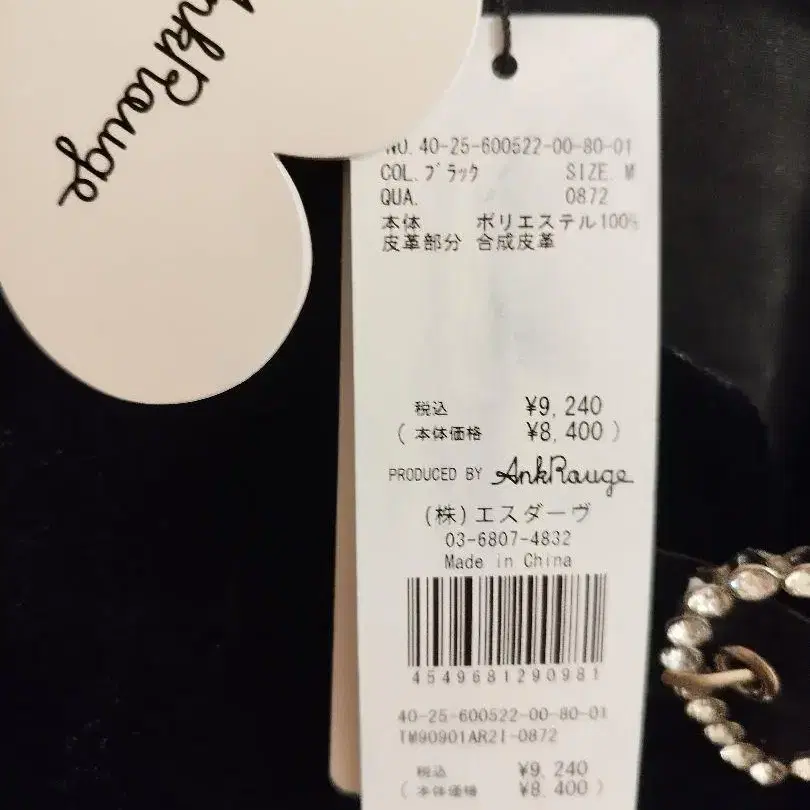 AnkRouge
NO. 40-25-600522-00-80-01
COL. ブラック SIZE. M
QUA. 0872
本体 ポリエステル100%
皮革部分 合成皮革
税込 ¥9,240
(本体価格 ¥8,400)
PRODUCED BY AnkRouge
(株)エスダーヴ
03-6807-4832
Made in China
4549681290981
40-25-600522-00-80-01
TM90901AR2I-0872
税込 ¥9,240
(本体価格 ¥8,400)